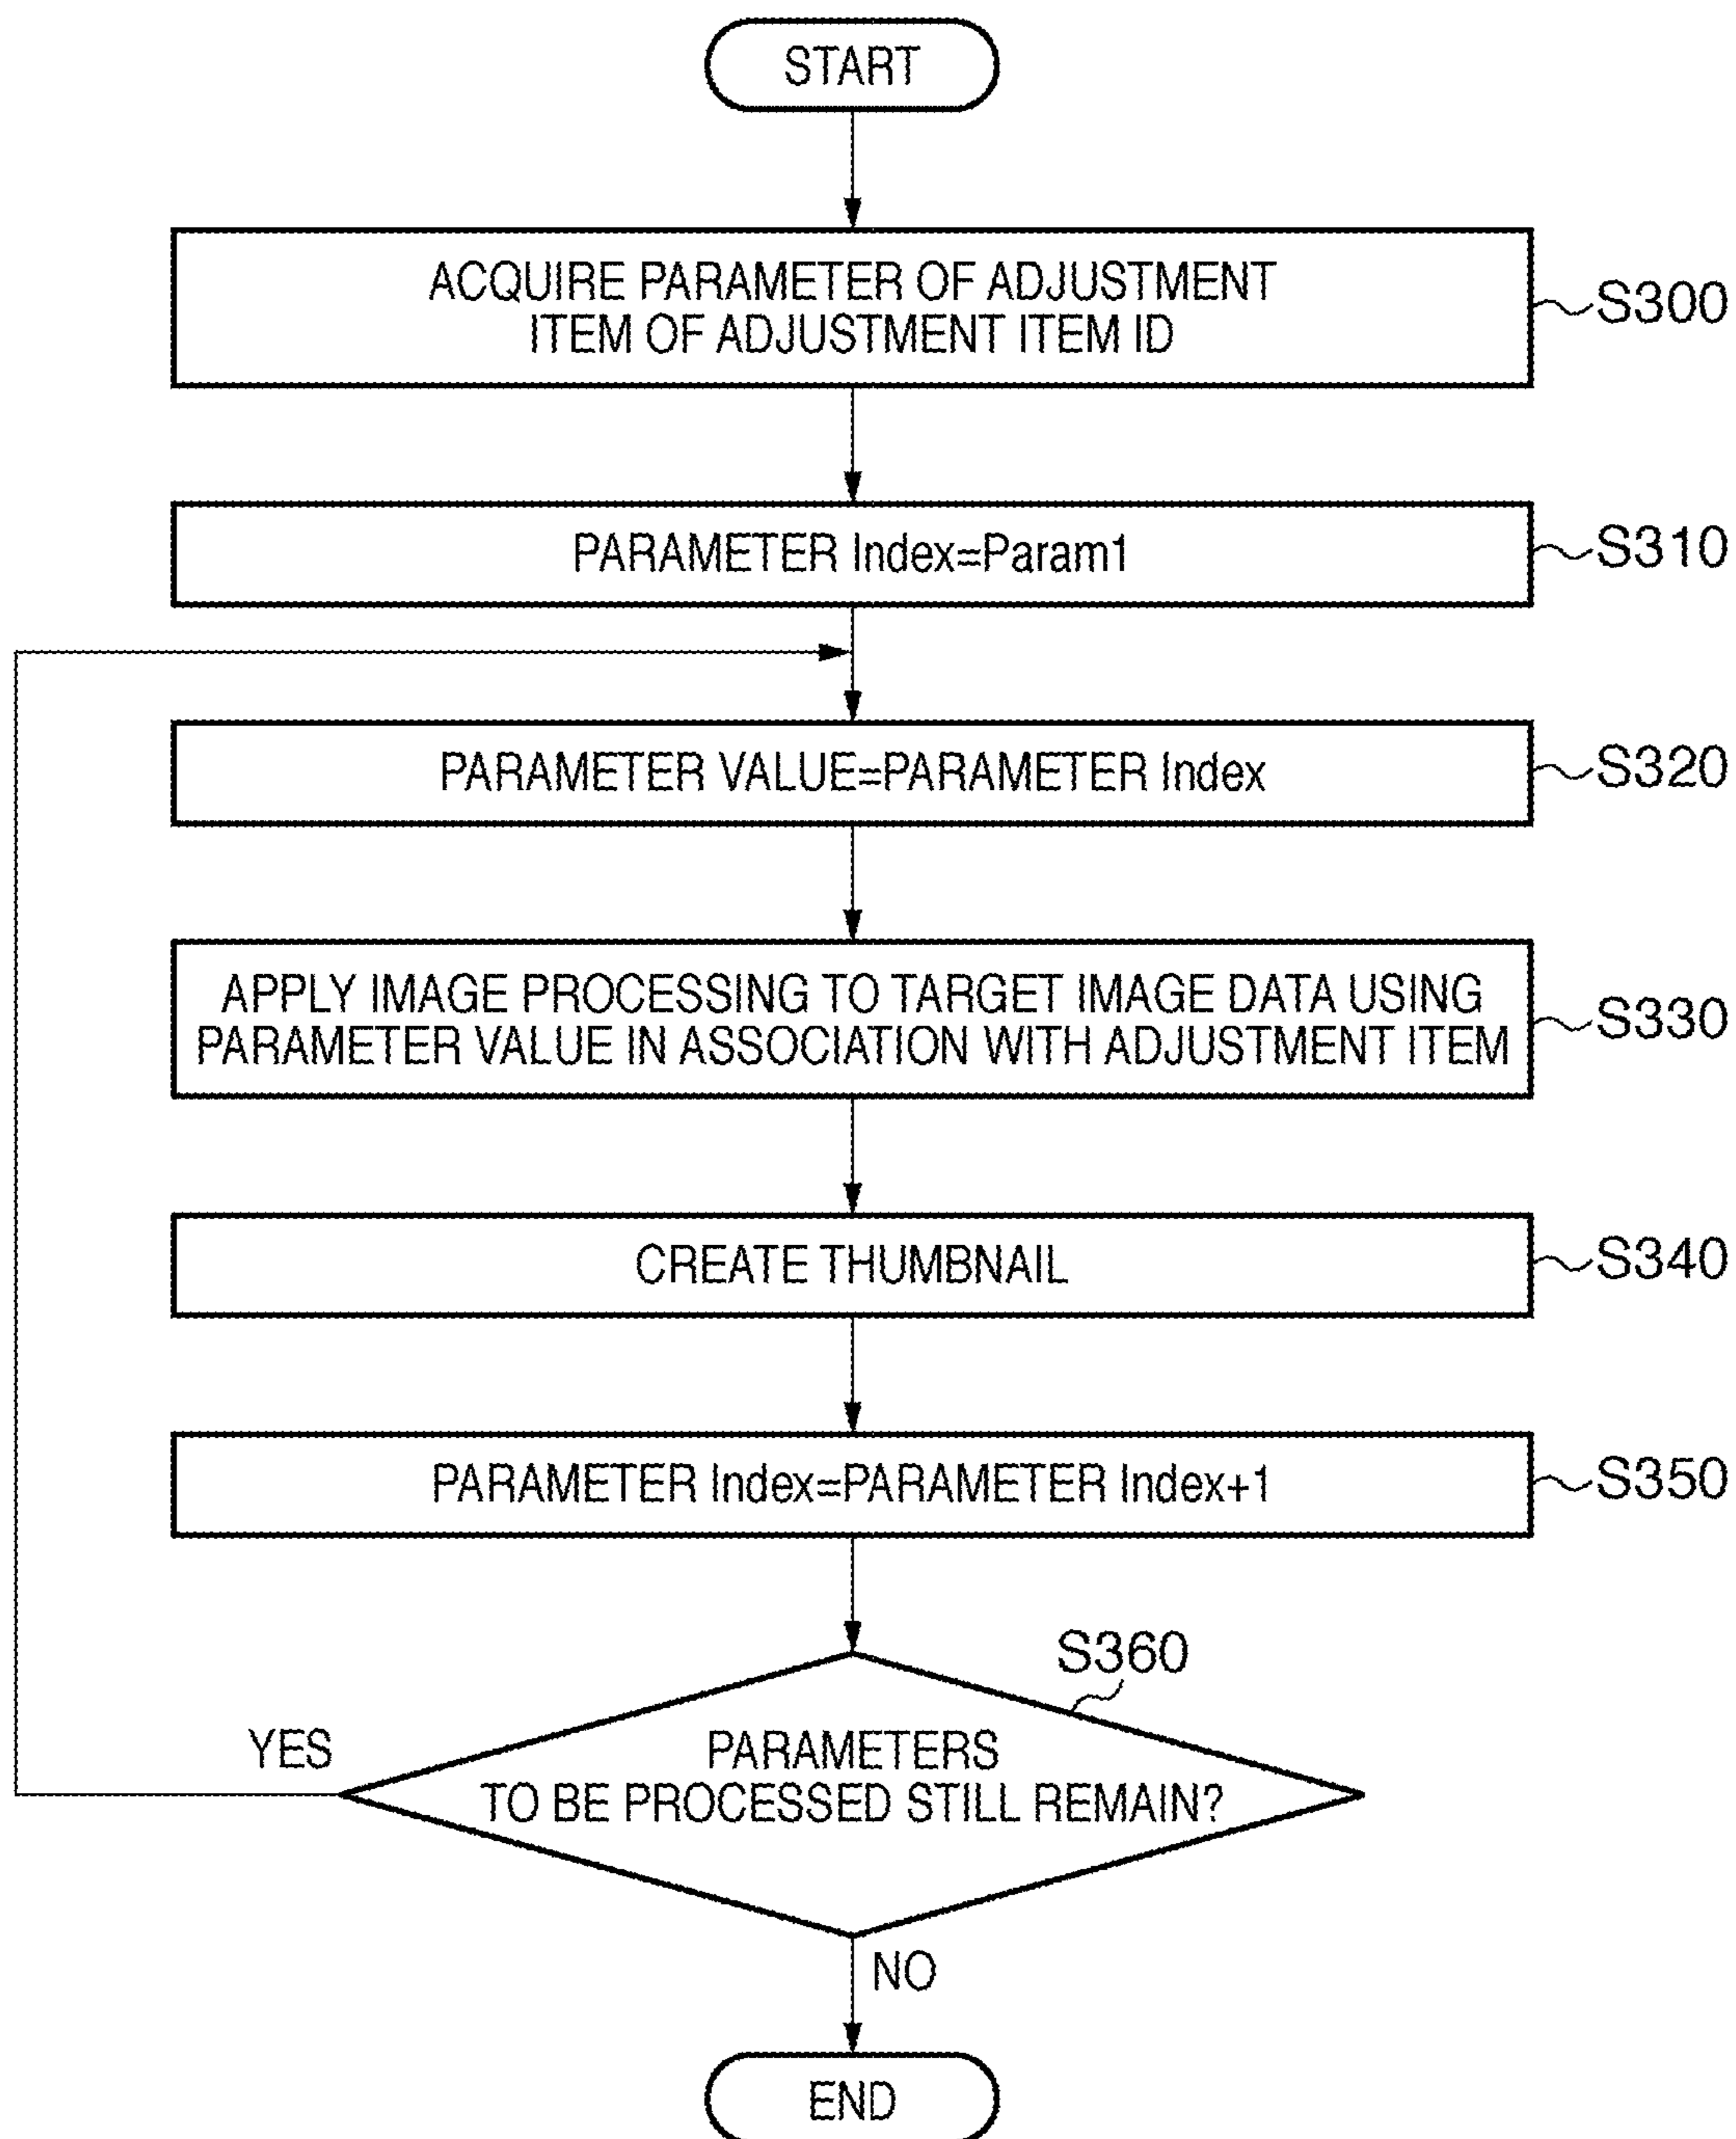 START
ACQUIRE PARAMETER OF ADJUSTMENT
ITEM OF ADJUSTMENT ITEM ID
S300
PARAMETER Index=Param1
S310
PARAMETER VALUE=PARAMETER Index
S320
APPLY IMAGE PROCESSING TO TARGET IMAGE DATA USING
PARAMETER VALUE IN ASSOCIATION WITH ADJUSTMENT ITEM
S330
CREATE THUMBNAIL
S340
PARAMETER Index=PARAMETER Index+1
S350
S360
YES
PARAMETERS
TO BE PROCESSED STILL REMAIN?
NO
END